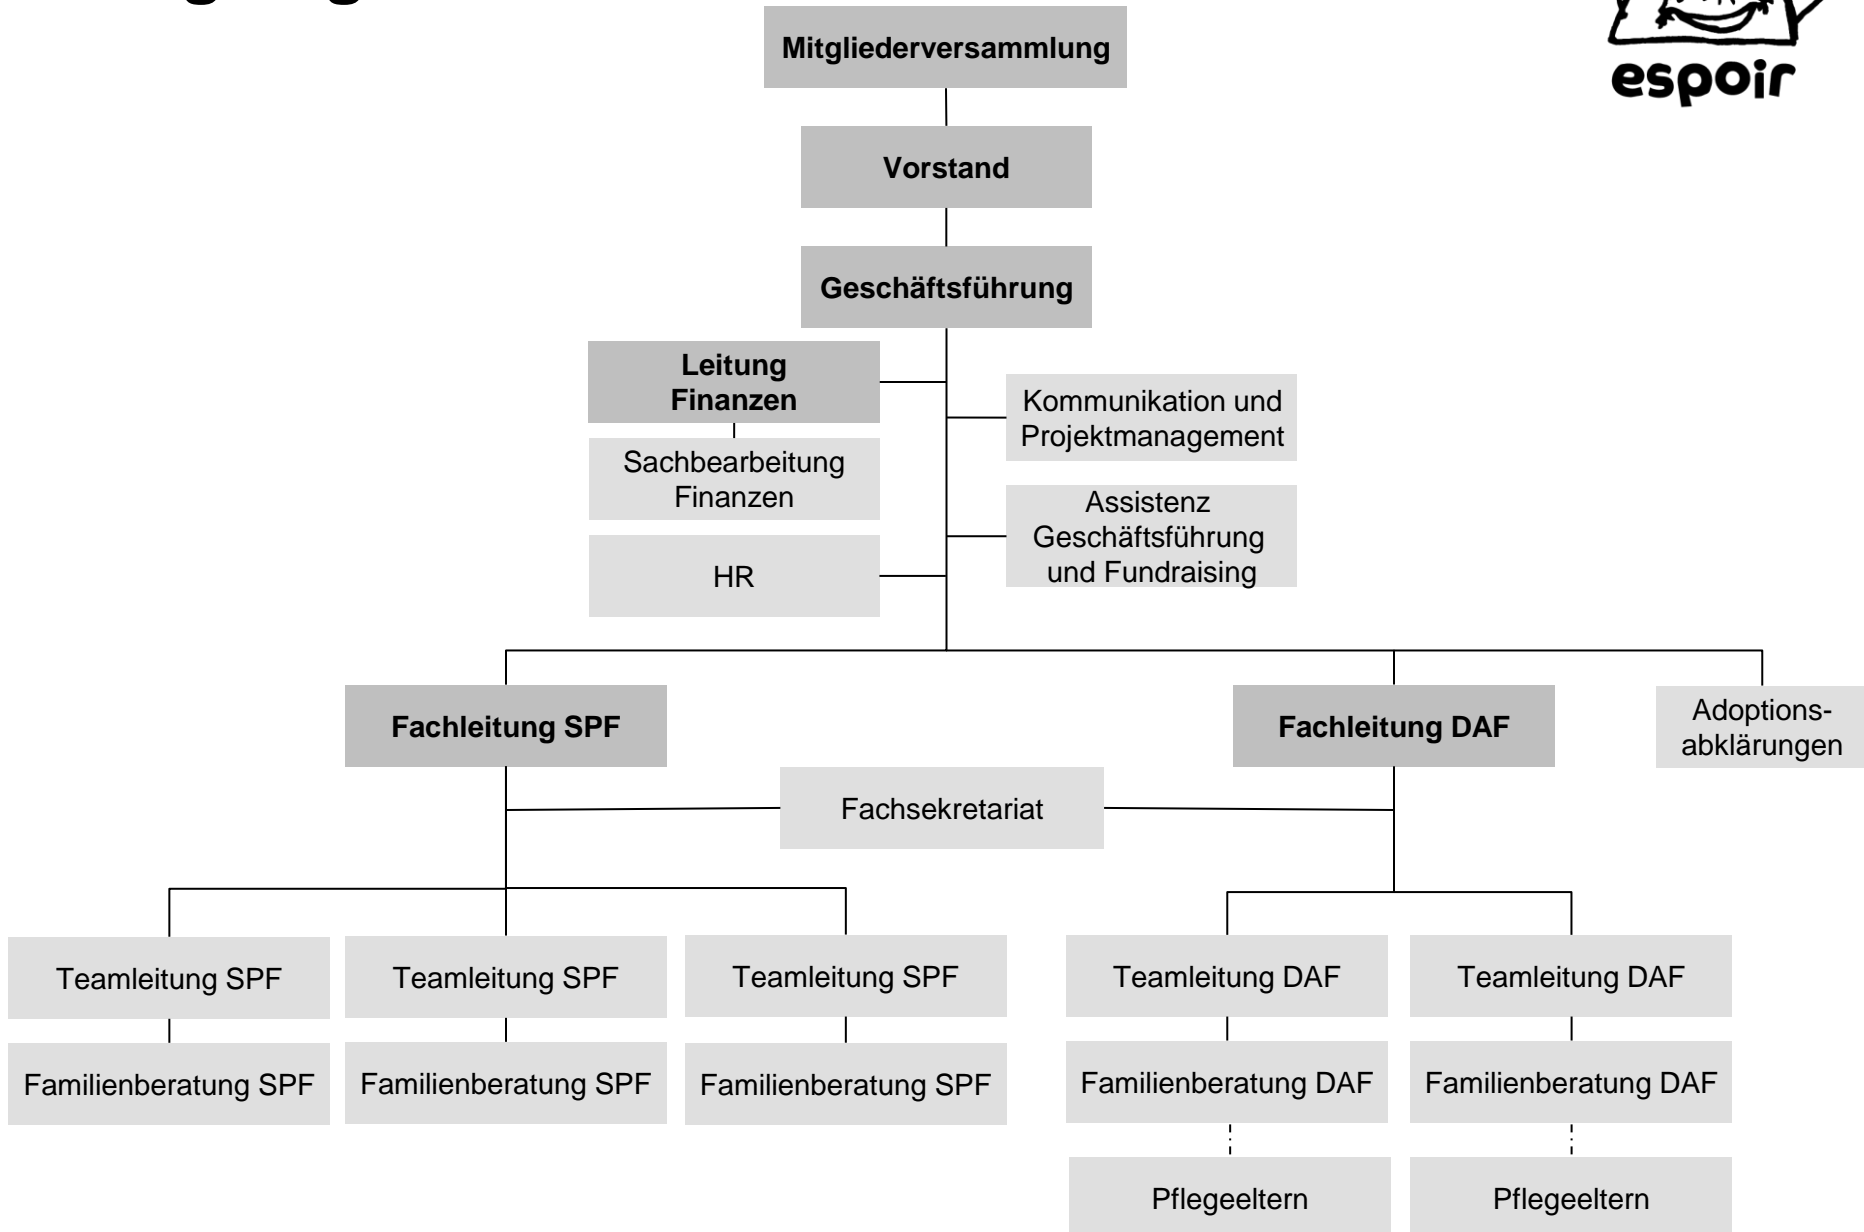 espoir
Mitgliederversammlung
Vorstand
Geschäftsführung
Leitung
Finanzen
Kommunikation und
Projektmanagement
Sachbearbeitung
Finanzen
Assistenz
Geschäftsführung
und Fundraising
HR
Fachleitung SPF
Fachleitung DAF
Adoptions-
abklärungen
Fachsekretariat
Teamleitung SPF
Teamleitung SPF
Teamleitung SPF
Teamleitung DAF
Teamleitung DAF
Familienberatung SPF
Familienberatung SPF
Familienberatung SPF
Familienberatung DAF
Familienberatung DAF
Pflegeeltern
Pflegeeltern